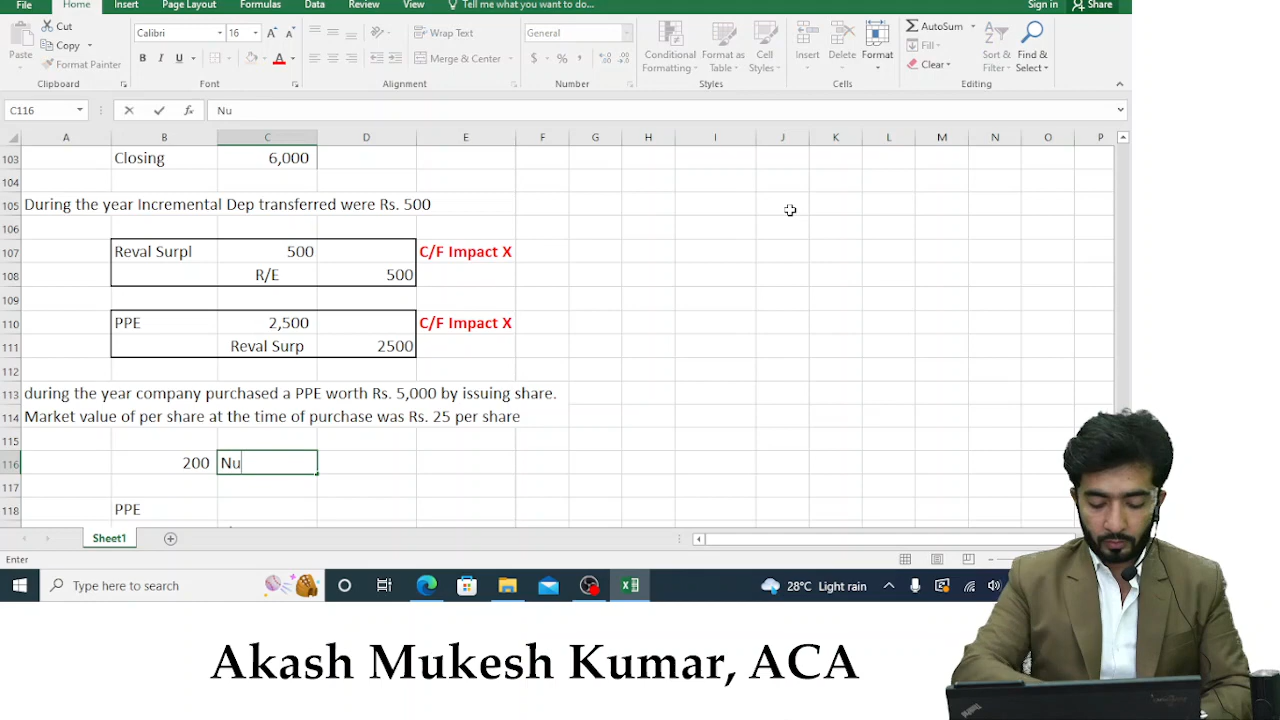 File Home Insert Page Layout Formulas Data Review View Tell me what you want to do... Sign in Share
Cut
Copy
Format Painter
Paste
Calibri 16
B I U
Wrap Text
Merge & Center
General
$ % ,
Conditional Formatting
Format as Table
Cell Styles
Insert
Delete
Format
AutoSum
Fill
Clear
Sort & Filter
Find & Select
Clipboard Font Alignment Number Styles Cells Editing
C116 fx Nu
A B C D E F G H I J K L M N O P
103 Closing 6,000
104
105 During the year Incremental Dep transferred were Rs. 500
106
107 Reval Surpl 500 C/F Impact X
108 R/E 500
109
110 PPE 2,500 C/F Impact X
111 Reval Surp 2500
112
113 during the year company purchased a PPE worth Rs. 5,000 by issuing share.
114 Market value of per share at the time of purchase was Rs. 25 per share
115
116 200 Nu
117
118 PPE
Sheet1
Enter
Type here to search 28°C Light rain
Akash Mukesh Kumar, ACA